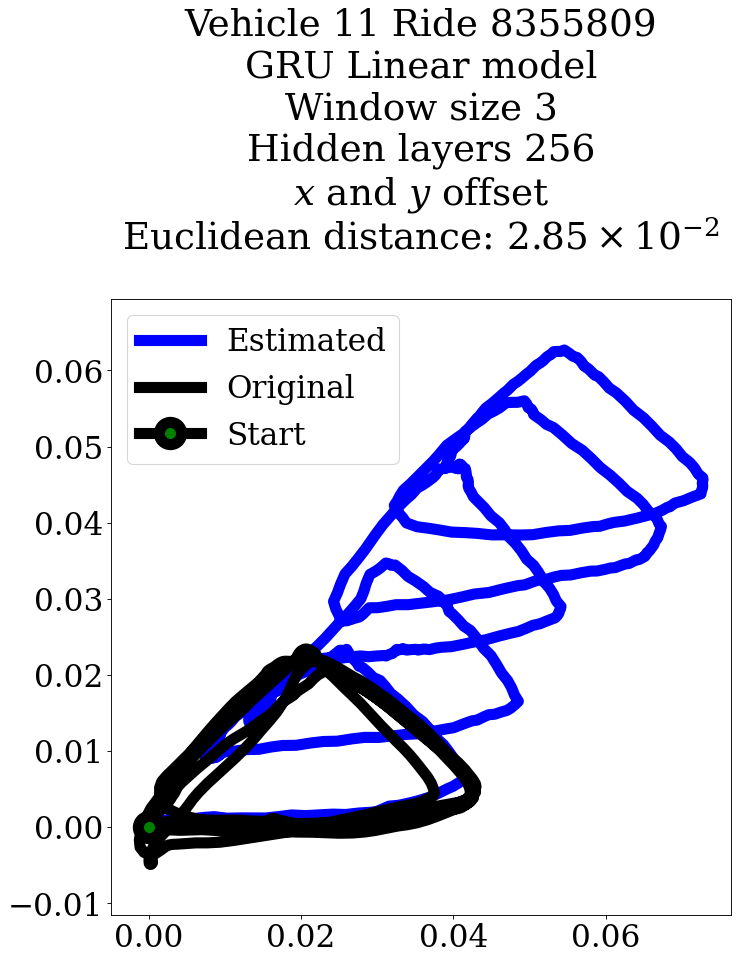 Vehicle 11 Ride 8355809
GRU Linear model
Window size 3
Hidden layers 256
x and y offset
Euclidean distance: 2.85 × 10⁻²
Estimated
Original
Start
0.06
0.05
0.04
0.03
0.02
0.01
0.00
−0.01
0.00 0.02 0.04 0.06